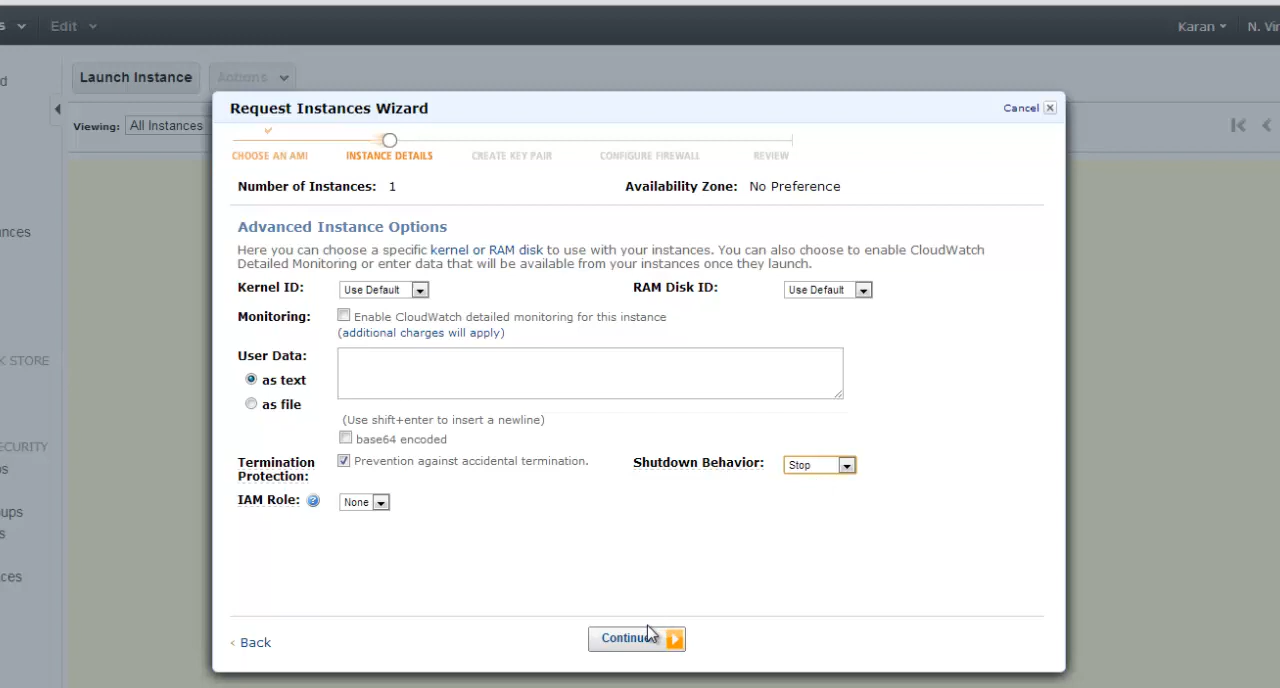 s
Edit
Karan
N. Vir
d
Launch Instance
Actions
Viewing: All Instances
nces
K STORE
ECURITY
ps
oups
s
ces
Request Instances Wizard
Cancel
CHOOSE AN AMI
INSTANCE DETAILS
CREATE KEY PAIR
CONFIGURE FIREWALL
REVIEW
Number of Instances: 1
Availability Zone: No Preference
Advanced Instance Options
Here you can choose a specific kernel or RAM disk to use with your instances. You can also choose to enable CloudWatch
Detailed Monitoring or enter data that will be available from your instances once they launch.
Kernel ID: Use Default
RAM Disk ID: Use Default
Monitoring: Enable CloudWatch detailed monitoring for this instance
(additional charges will apply)
User Data:
as text
as file
(Use shift+enter to insert a newline)
base64 encoded
Termination
Protection:
Prevention against accidental termination.
Shutdown Behavior: Stop
IAM Role: None
‹ Back
Continue